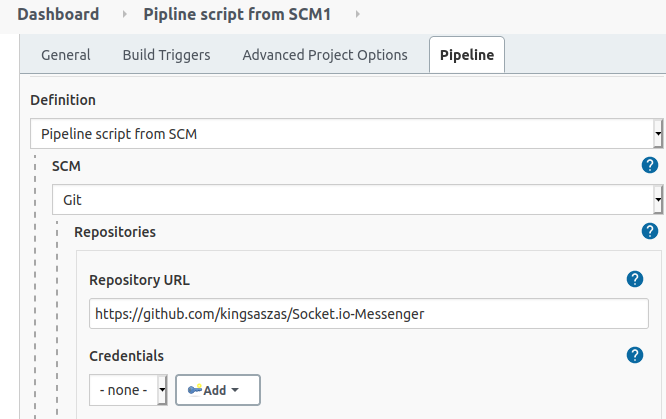 Dashboard Pipline script from SCM1
General Build Triggers Advanced Project Options Pipeline
Definition
Pipeline script from SCM
SCM
?
Git
Repositories
?
Repository URL
?
https://github.com/kingsaszas/Socket.io-Messenger
Credentials
?
- none - Add